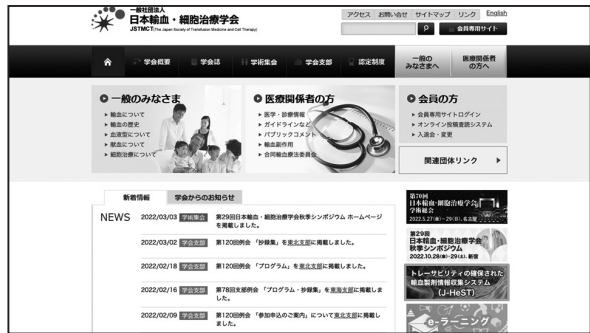 一般社団法人
日本輸血・細胞治療学会
JSTMCT(The Japan Society of Transfusion Medicine and Cell Therapy)
アクセス お問い合せ サイトマップ リンク English
会員専用サイト
学会概要 学会誌 学術集会 学会支部 認定制度 一般の
みなさまへ 医療関係者
の方へ
一般のみなさま
輸血について
輸血の歴史
血液型について
献血について
細胞治療について
医療関係者の方
医学・診療情報
ガイドラインなど
パブリックコメント
輸血副作用
合同輸血療法委員会
会員の方
会員専用サイトログイン
オンライン投稿査読システム
入退会・変更
関連団体リンク
新着情報 学会からのお知らせ
NEWS
2022/03/03 学術集会 第29回日本輸血・細胞治療学会秋季シンポジウム ホームページ
を掲載しました。
2022/03/02 学会支部 第120回例会 「抄録集」を東北支部に掲載しました。
2022/02/18 学会支部 第120回例会 「プログラム」を東北支部に掲載しました。
2022/02/16 学会支部 第78回支部例会 「プログラム・抄録集」を東海支部に掲載しま
した。
2022/02/09 学会支部 第120回例会 「参加申込のご案内」について東北支部に掲載し
ました。
第70回
日本輸血・細胞治療学会
学術総会
2022.5.27(金)-29(日), 名古屋
第29回
日本輸血・細胞治療学会
秋季シンポジウム
2022.10.28(金)-29(土), 新宿
トレーサビリティの確保された
輸血製剤情報収集システム
(J-HeST)
e-ラーニング